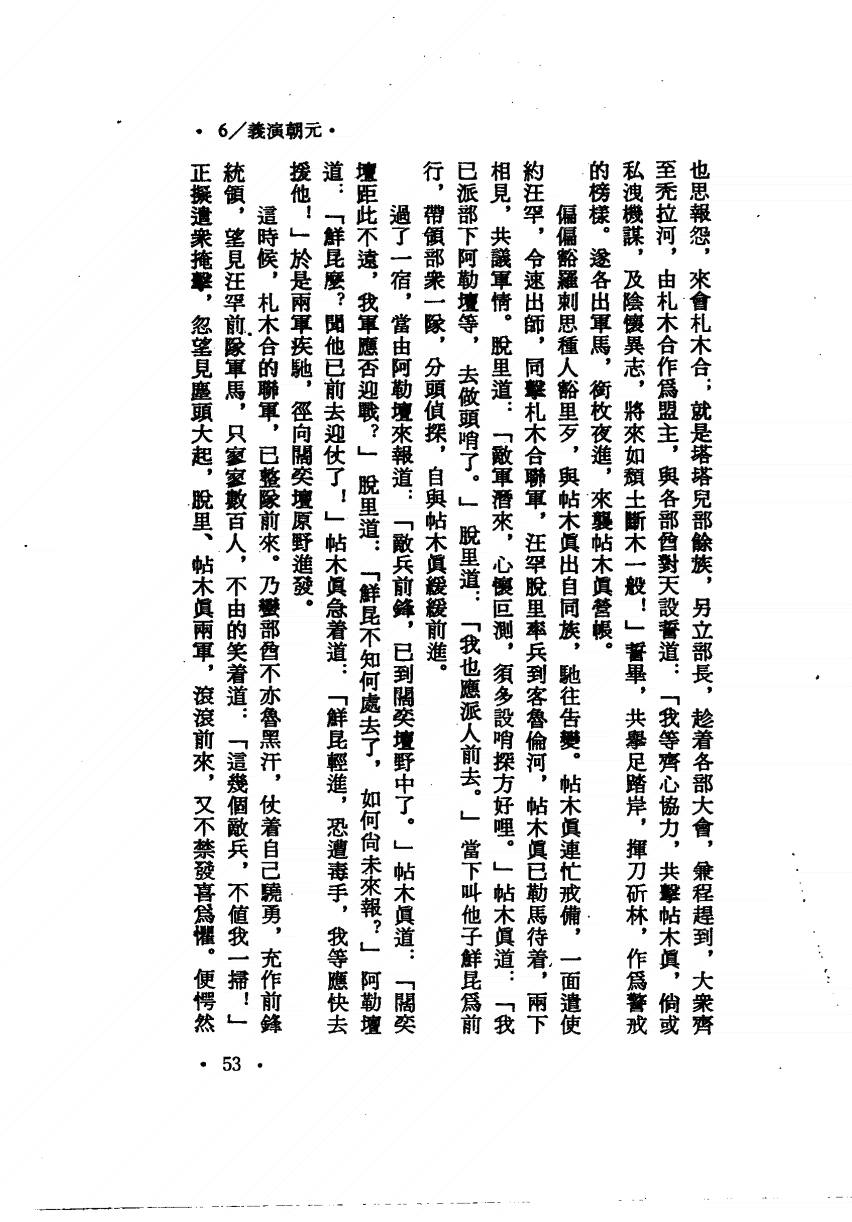 • 6／義演朝元 •
也思報怨，來會札木合；就是塔塔兒部餘族，另立部長，趁着各部大會，兼程趕到，大衆齊
至禿拉河，由札木合作爲盟主，與各部酋對天設誓道：「我等齊心協力，共擊帖木眞，倘或
私洩機謀，及陰懷異志，將來如頹土斷木一般！」誓畢，共舉足踏岸，揮刀斫林，作爲警戒
的榜樣。遂各出軍馬，銜枚夜進，來襲帖木眞營帳。
偏偏豁羅剌思種人豁里歹，與帖木眞出自同族，馳往告變。帖木眞連忙戒備，一面遣使
約汪罕，令速出師，同擊札木合聯軍，汪罕脫里率兵到客魯倫河，帖木眞已勒馬待着，兩下
相見，共議軍情。脫里道：「敵軍潛來，心懷叵測，須多設哨探方好哩。」帖木眞道：「我
已派部下阿勒壇等，去做頭哨了。」脫里道：「我也應派人前去。」當下叫他子鮮昆爲前
行，帶領部衆一隊，分頭偵探，自與帖木眞緩緩前進。
過了一宿，當由阿勒壇來報道：「敵兵前鋒，已到闊奕壇野中了。」帖木眞道：「闊奕
壇距此不遠，我軍應否迎戰？」脫里道：「鮮昆不知何處去了，如何尙未來報？」阿勒壇
道：「鮮昆麼？聞他已前去迎仗了！」帖木眞急着道：「鮮昆輕進，恐遭毒手，我等應快去
援他！」於是兩軍疾馳，徑向闊奕壇原野進發。
這時候，札木合的聯軍，已整隊前來。乃蠻部酋不亦魯黑汗，仗着自己驍勇，充作前鋒
統領，望見汪罕前隊軍馬，只寥寥數百人，不由的笑着道：「這幾個敵兵，不値我一掃！」
正擬遣衆掩擊，忽望見塵頭大起，脫里、帖木眞兩軍，滾滾前來，又不禁發喜爲懼。便愕然
• 53 •